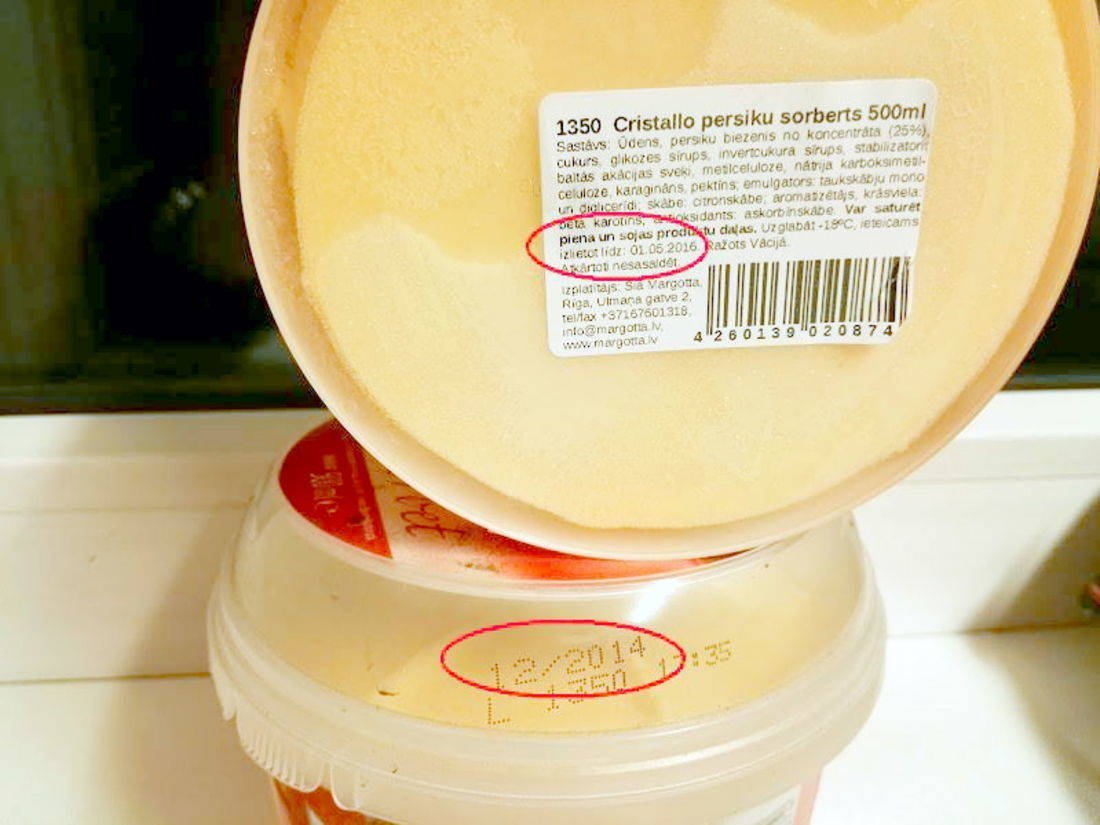 1350 Cristallo persiku sorberts 500ml
Sastāvs: Ūdens, persiku biezenis no koncentrāta (25%),
cukurs, glikozes sīrups, invertcukura sīrups, stabilizatori:
baltās akācijas sveķi, metilceluloze, nātrija karboksimetil-
celuloze, karagināns, pektīns; emulgators: taukskābju mono
un diglicerīdi; skābe: citronskābe; aromatizētājs, krāsviela:
beta karotīns, antioksidants: askorbīnskābe. Var saturēt
piena un sojas produktu daļas. Uzglabāt -18ºC, ieteicams
izlietot līdz: 01.05.2016. Ražots Vācijā.
Atkārtoti nesasaldēt.
Izplatītājs: Sia Margotta,
Rīga, Ulmaņa gatve 2,
tel/fax +37167601318,
info@margotta.lv,
www.margotta.lv
4 260139 020874
12/2014 17:35
L 1350